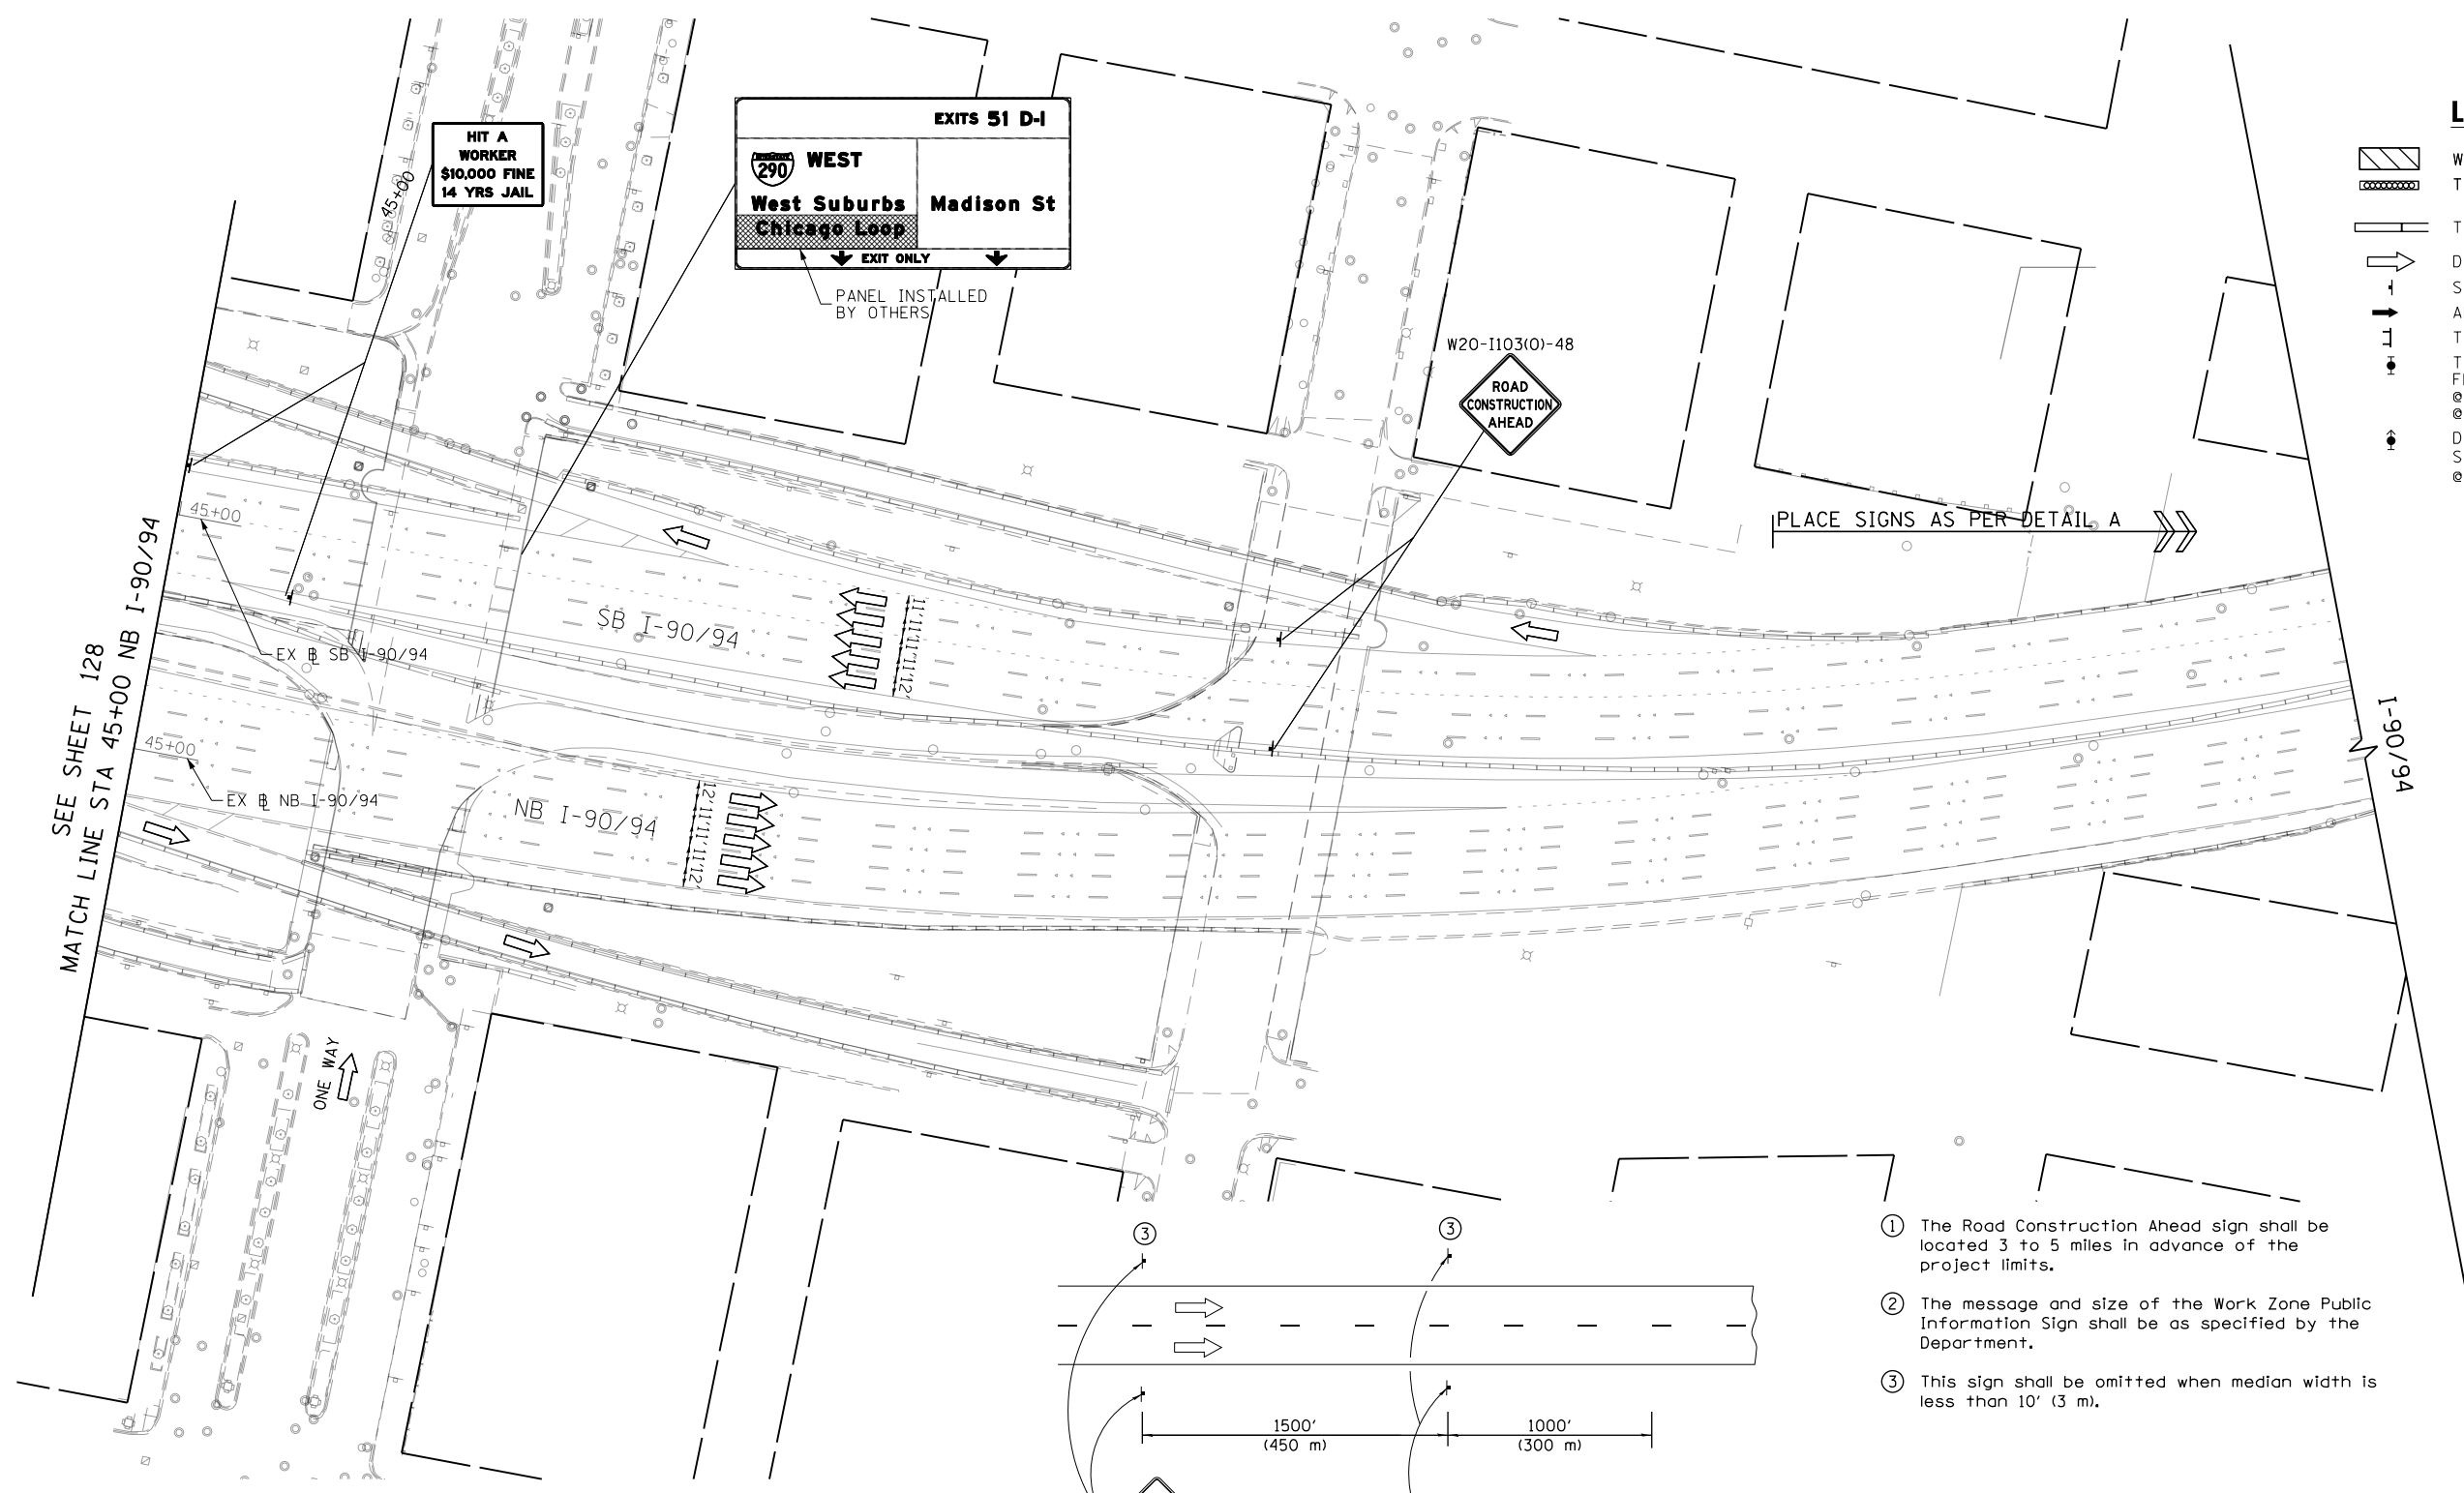 HIT A
WORKER
$10,000 FINE
14 YRS JAIL
45+00
EXITS 51 D-I
290 WEST
West Suburbs
Chicago Loop
Madison St
EXIT ONLY
PANEL INSTALLED
BY OTHERS
W20-I103(O)-48
ROAD
CONSTRUCTION
AHEAD
PLACE SIGNS AS PER DETAIL A
L
W
T
T
D
S
A
T
T
F
@
@
D
S
@
SEE SHEET 128
MATCH LINE STA 45+00 NB I-90/94
45+00
EX ℄ SB I-90/94
SB I-90/94
11'11'11'11'12'
45+00
EX ℄ NB I-90/94
NB I-90/94
12'11'11'11'12'
I-90/94
ONE WAY
3
3
1500'
(450 m)
1000'
(300 m)
1 The Road Construction Ahead sign shall be
located 3 to 5 miles in advance of the
project limits.
2 The message and size of the Work Zone Public
Information Sign shall be as specified by the
Department.
3 This sign shall be omitted when median width is
less than 10' (3 m).